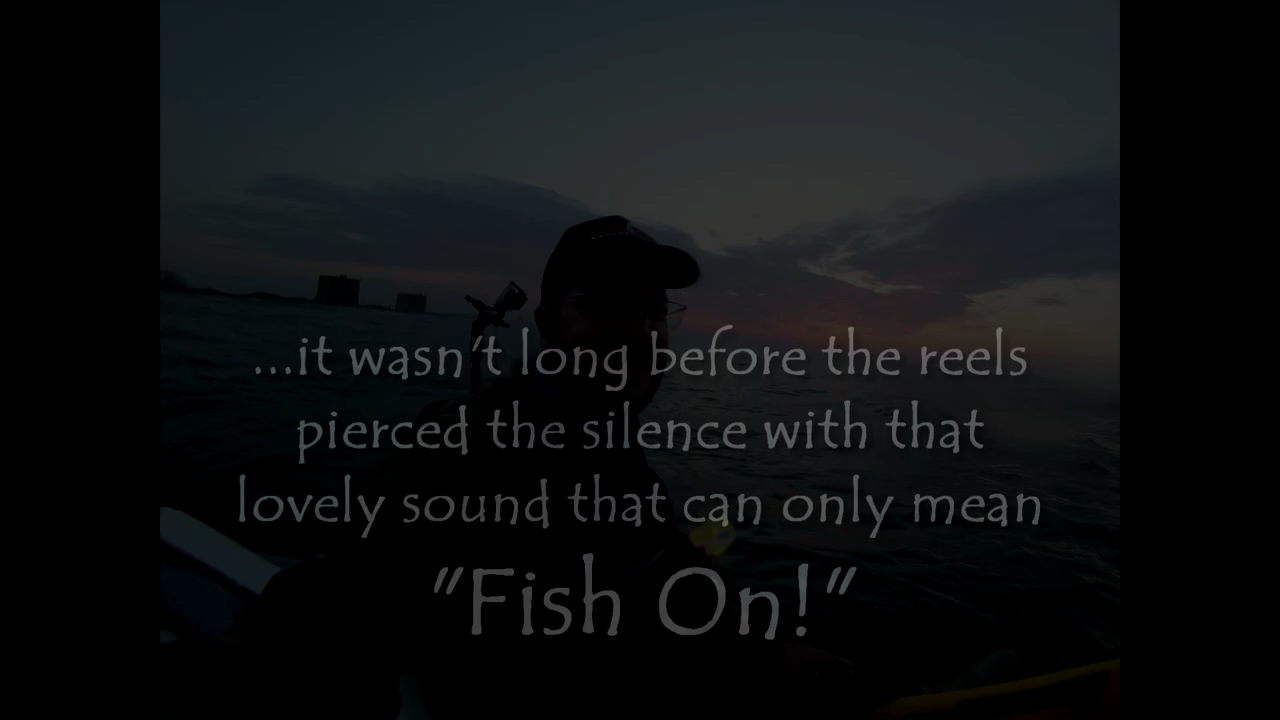 ...it wasn't long before the reels
pierced the silence with that
lovely sound that can only mean
"Fish On!"